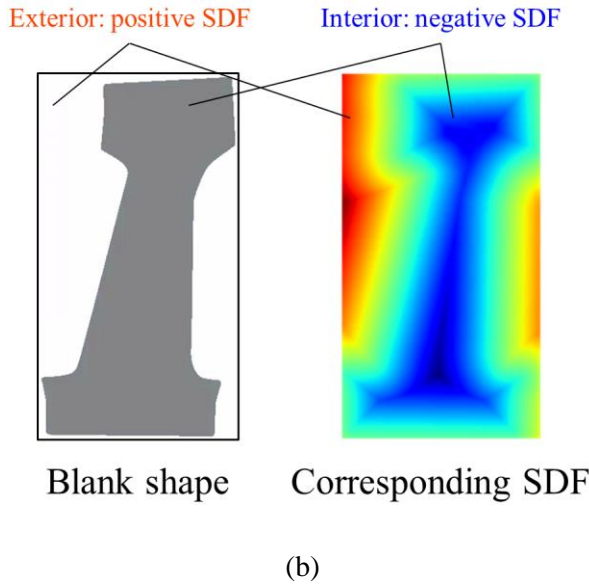 Exterior: positive SDF Interior: negative SDF
Blank shape Corresponding SDF
(b)